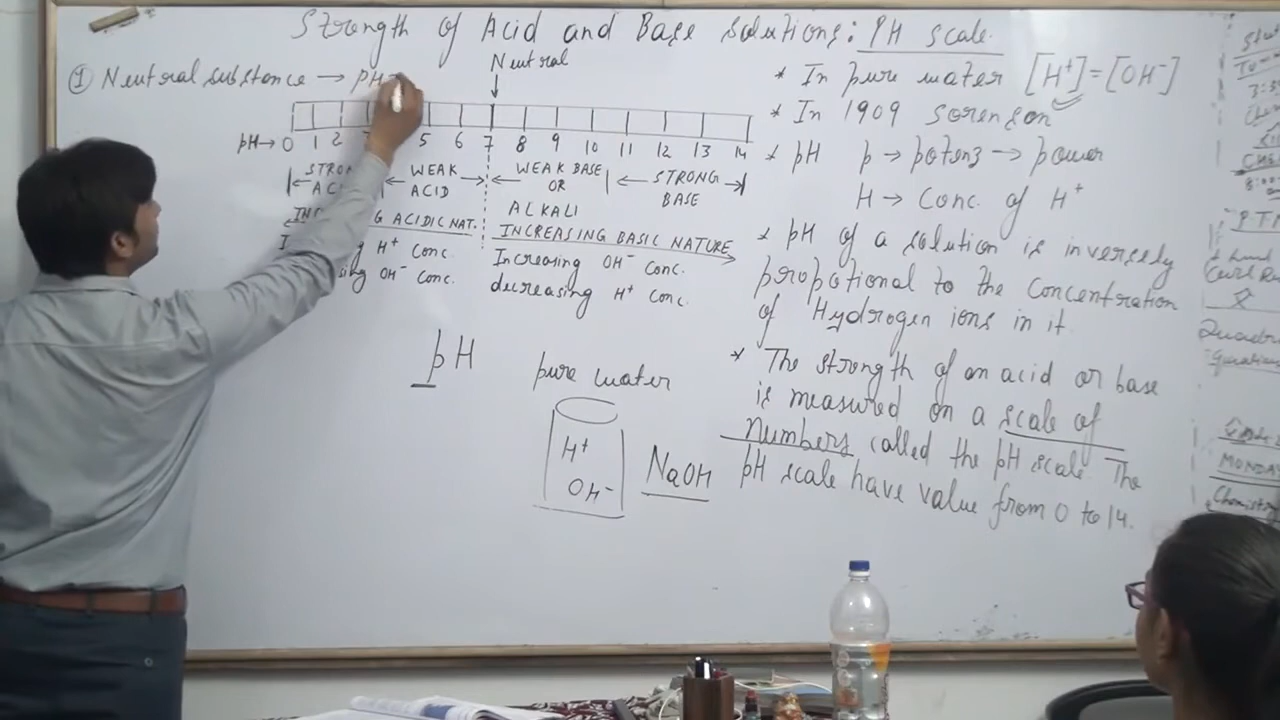 Strength of Acid and Base Solutions: PH scale.
① Neutral substance → pH=
Neutral
pH→ 0 1 2 5 6 7 8 9 10 11 12 13 14
WEAK ACID
WEAK BASE OR ALKALI
STRONG BASE
ACIDIC NAT.
INCREASING BASIC NATURE
H⁺ Conc.
OH⁻ Conc.
Increasing OH⁻ Conc.
decreasing H⁺ Conc.
pH
pure water
H⁺
OH⁻
NaOH
* In pure water [H⁺]=[OH⁻]
* In 1909 Sorenson
* pH p → potenz → power
H → Conc. of H⁺
* pH of a solution is inversely
propotional to the concentration
of Hydrogen ions in it
* The strength of an acid or base
is measured on a scale of
numbers called the pH scale The
pH scale have value from 0 to 14.
MONDA
Chemistry